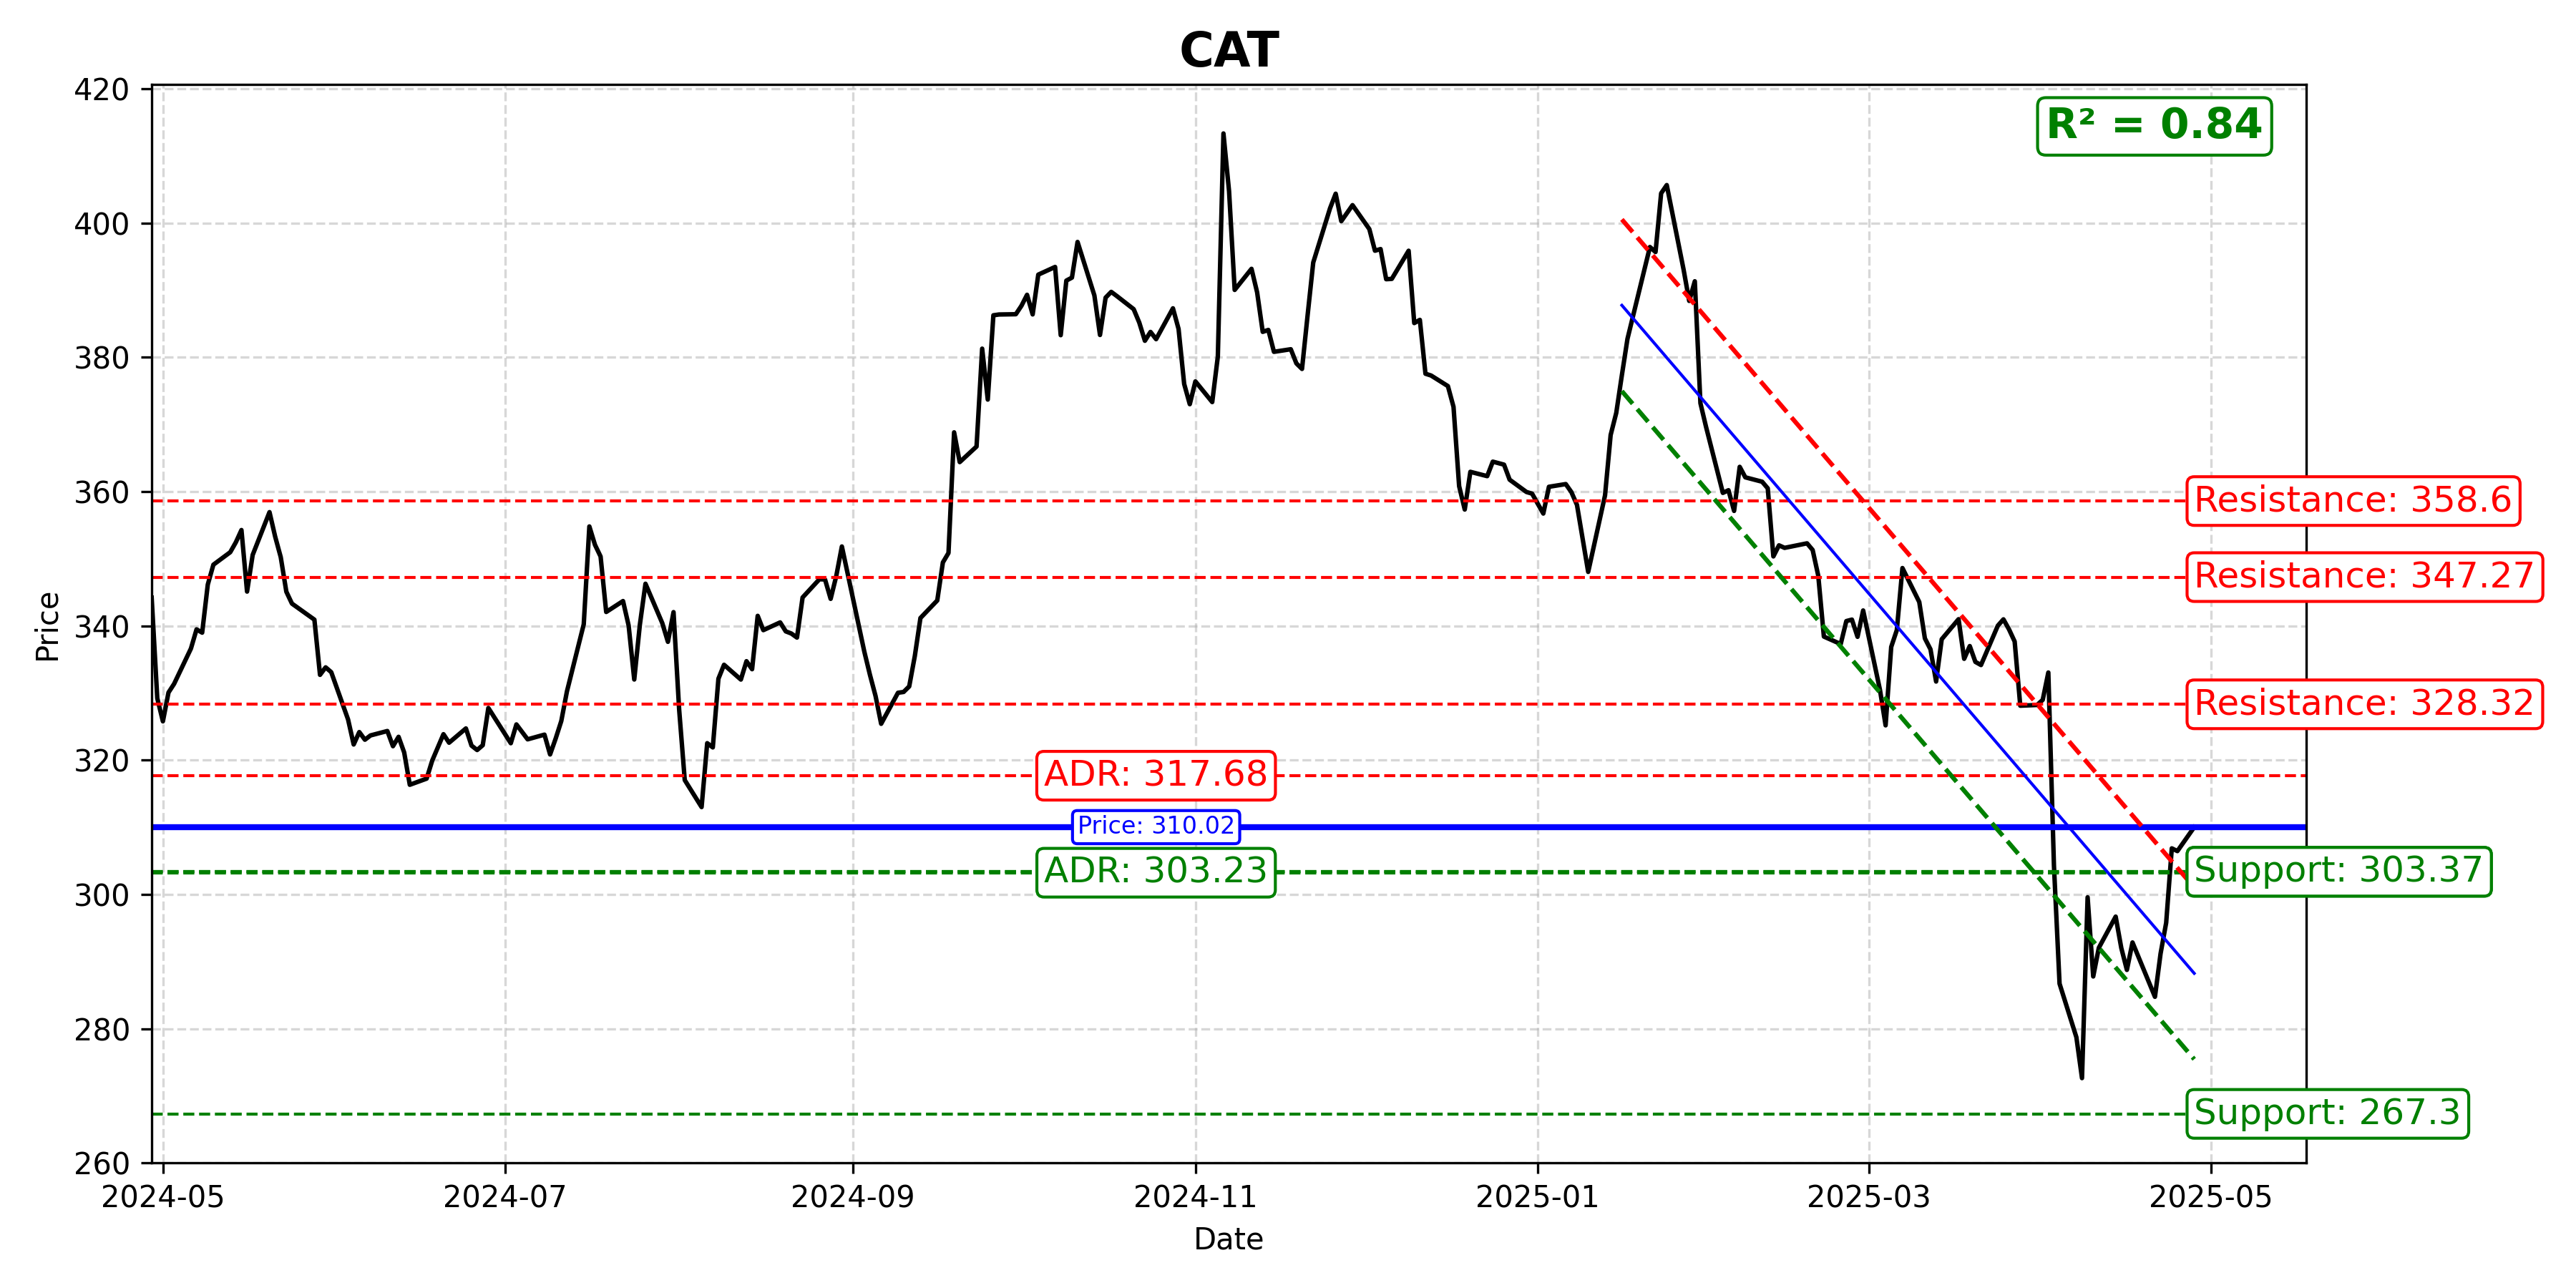 CAT
R² = 0.84
420
400
380
360
340
320
300
280
260
Price
Resistance: 358.6
Resistance: 347.27
Resistance: 328.32
ADR: 317.68
Price: 310.02
ADR: 303.23
Support: 303.37
Support: 267.3
2024-05
2024-07
2024-09
2024-11
2025-01
2025-03
2025-05
Date